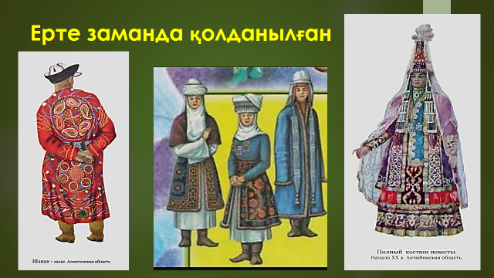 Ерте заманда қолданылған
Шапан - халат. Алматинская область.
Полный костюм невесты.
Начало XX в. Актюбинская область.